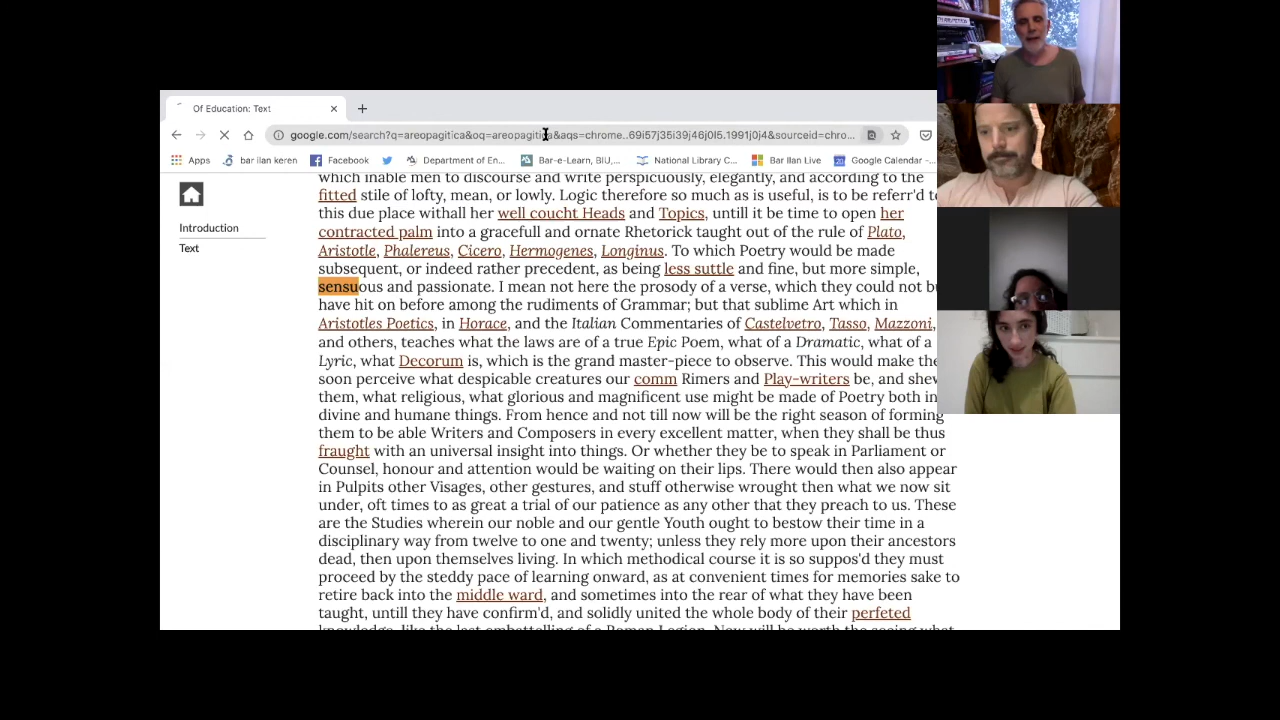 Of Education: Text
google.com/search?q=areopagitica&oq=areopagitica&aqs=chrome..69i57j35i39j46j0l5.1991j0j4&sourceid=chro...
Apps bar ilan keren Facebook Department of En... Bar-e-Learn, BIU,... National Library C... Bar Ilan Live Google Calendar -...
Introduction
Text
which inable men to discourse and write perspicuously, elegantly, and according to the
fitted stile of lofty, mean, or lowly. Logic therefore so much as is useful, is to be referr'd t
this due place withall her well coucht Heads and Topics, untill it be time to open her
contracted palm into a gracefull and ornate Rhetorick taught out of the rule of Plato,
Aristotle, Phalereus, Cicero, Hermogenes, Longinus. To which Poetry would be made
subsequent, or indeed rather precedent, as being less suttle and fine, but more simple,
sensuous and passionate. I mean not here the prosody of a verse, which they could not b
have hit on before among the rudiments of Grammar; but that sublime Art which in
Aristotles Poetics, in Horace, and the Italian Commentaries of Castelvetro, Tasso, Mazzoni,
and others, teaches what the laws are of a true Epic Poem, what of a Dramatic, what of a
Lyric, what Decorum is, which is the grand master-piece to observe. This would make the
soon perceive what despicable creatures our comm Rimers and Play-writers be, and shew
them, what religious, what glorious and magnificent use might be made of Poetry both in
divine and humane things. From hence and not till now will be the right season of forming
them to be able Writers and Composers in every excellent matter, when they shall be thus
fraught with an universal insight into things. Or whether they be to speak in Parliament or
Counsel, honour and attention would be waiting on their lips. There would then also appear
in Pulpits other Visages, other gestures, and stuff otherwise wrought then what we now sit
under, oft times to as great a trial of our patience as any other that they preach to us. These
are the Studies wherein our noble and our gentle Youth ought to bestow their time in a
disciplinary way from twelve to one and twenty; unless they rely more upon their ancestors
dead, then upon themselves living. In which methodical course it is so suppos'd they must
proceed by the steddy pace of learning onward, as at convenient times for memories sake to
retire back into the middle ward, and sometimes into the rear of what they have been
taught, untill they have confirm'd, and solidly united the whole body of their perfeted
knowledge, like the last embattelling of a Roman Legion. Now will be worth the seeing what